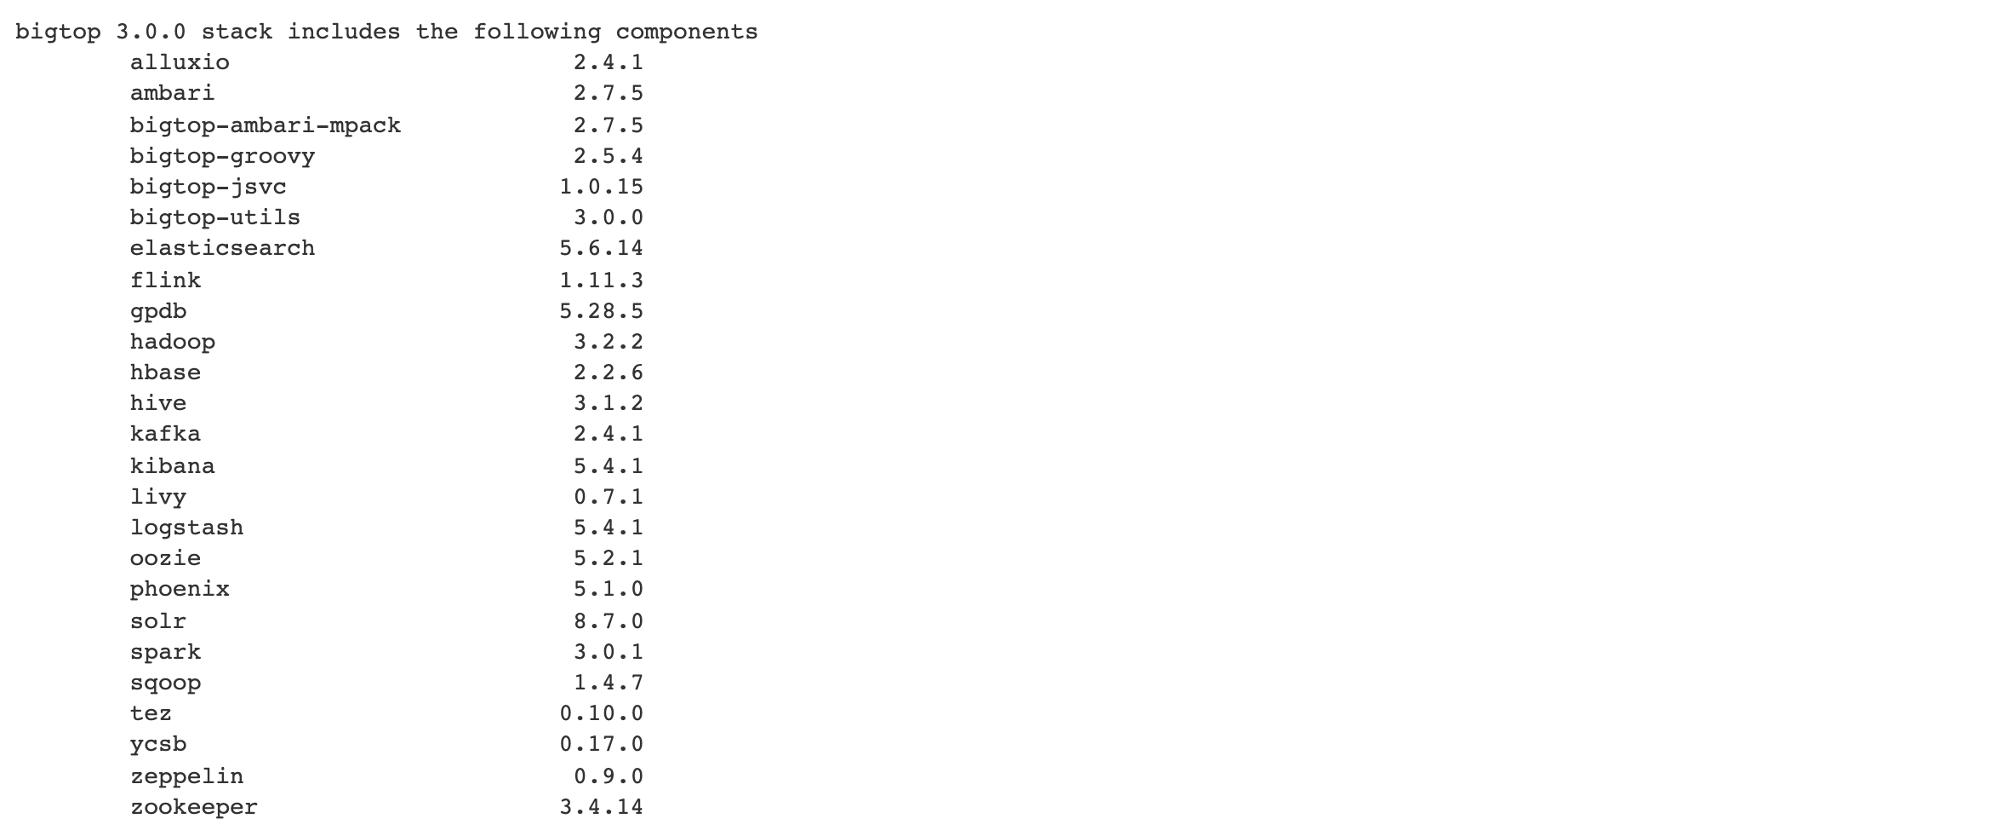 bigtop 3.0.0 stack includes the following components
alluxio 2.4.1
ambari 2.7.5
bigtop-ambari-mpack 2.7.5
bigtop-groovy 2.5.4
bigtop-jsvc 1.0.15
bigtop-utils 3.0.0
elasticsearch 5.6.14
flink 1.11.3
gpdb 5.28.5
hadoop 3.2.2
hbase 2.2.6
hive 3.1.2
kafka 2.4.1
kibana 5.4.1
livy 0.7.1
logstash 5.4.1
oozie 5.2.1
phoenix 5.1.0
solr 8.7.0
spark 3.0.1
sqoop 1.4.7
tez 0.10.0
ycsb 0.17.0
zeppelin 0.9.0
zookeeper 3.4.14